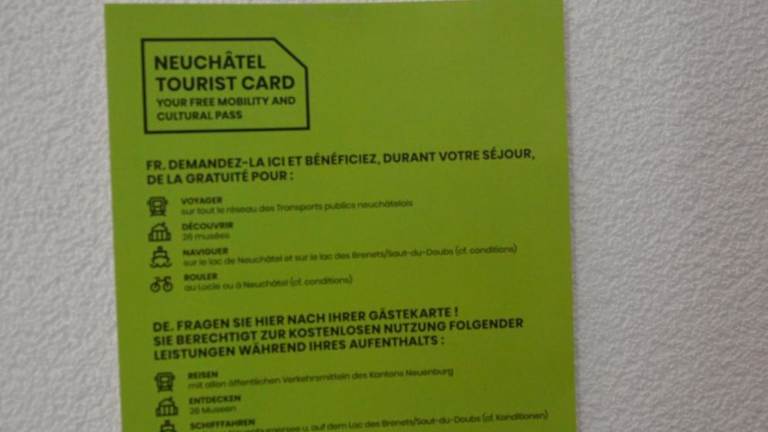 NEUCHÂTEL
TOURIST CARD
YOUR FREE MOBILITY AND
CULTURAL PASS
FR. DEMANDEZ-LA ICI ET BÉNÉFICIEZ, DURANT VOTRE SÉJOUR,
DE LA GRATUITÉ POUR :
VOYAGER
sur tout le réseau des Transports publics neuchâtelois
DÉCOUVRIR
26 musées
NAVIGUER
sur le lac de Neuchâtel et sur le lac des Brenets/Saut-du-Doubs (cf. conditions)
ROULER
au Locle ou à Neuchâtel (cf. conditions)
DE. FRAGEN SIE HIER NACH IHRER GÄSTEKARTE !
SIE BERECHTIGT ZUR KOSTENLOSEN NUTZUNG FOLGENDER
LEISTUNGEN WÄHREND IHRES AUFENTHALTS :
REISEN
mit allen öffentlichen Verkehrsmitteln des Kantons Neuenburg
ENTDECKEN
26 Museen
SCHIFFFAHREN
u. auf dem Lac des Brenets/Saut-du-Doubs (cf. Konditionen)